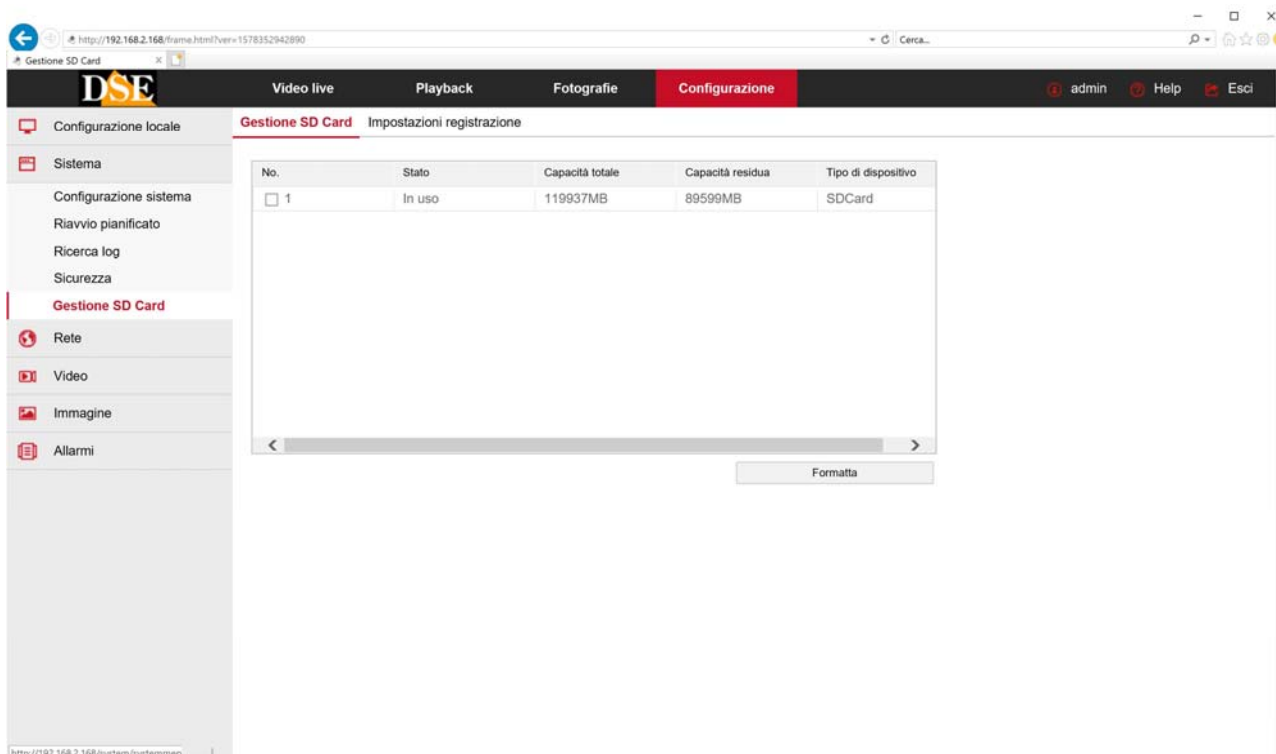 http://192.168.2.168/frame.html?ver=1578352942890 Cerca...
Gestione SD Card
DSE Video live Playback Fotografie Configurazione admin Help Esci
Configurazione locale
Sistema
Configurazione sistema
Riavvio pianificato
Ricerca log
Sicurezza
Gestione SD Card
Rete
Video
Immagine
Allarmi
Gestione SD Card Impostazioni registrazione
No. Stato Capacità totale Capacità residua Tipo di dispositivo
1 In uso 119937MB 89599MB SDCard
Formatta